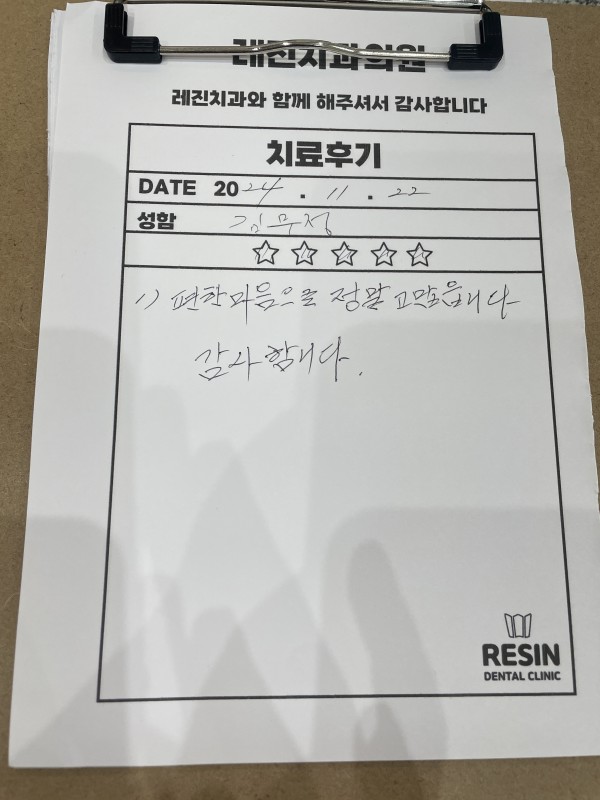 레진치과의원
레진치과와 함께 해주셔서 감사합니다
치료후기
DATE 2024 . 11 . 22
성함 김무정
1) 편한마음으로 정말 고맙습니다
감사합니다.
RESIN
DENTAL CLINIC